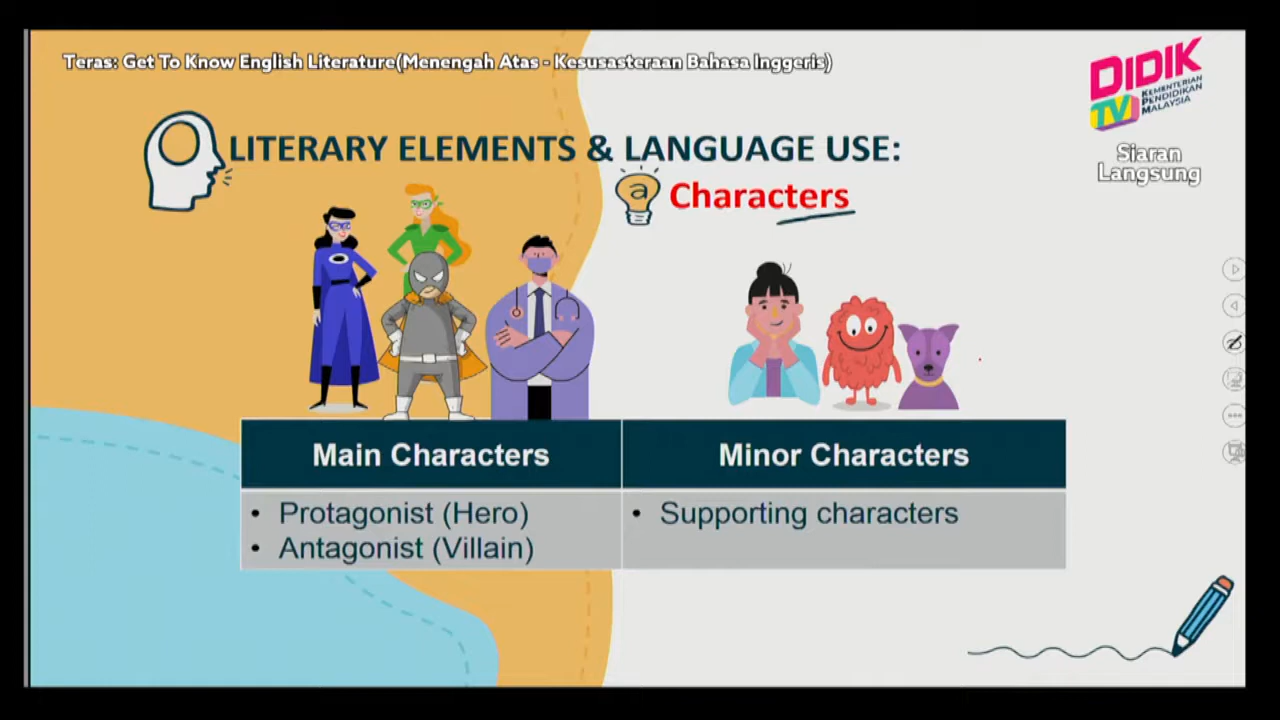 Teras: Get To Know English Literature(Menengah Atas - Kesusasteraan Bahasa Inggeris)
DIDIK
TV
KEMENTERIAN
PENDIDIKAN
MALAYSIA
Siaran
Langsung
LITERARY ELEMENTS & LANGUAGE USE:
a Characters
Main Characters
Minor Characters
• Protagonist (Hero)
• Antagonist (Villain)
• Supporting characters